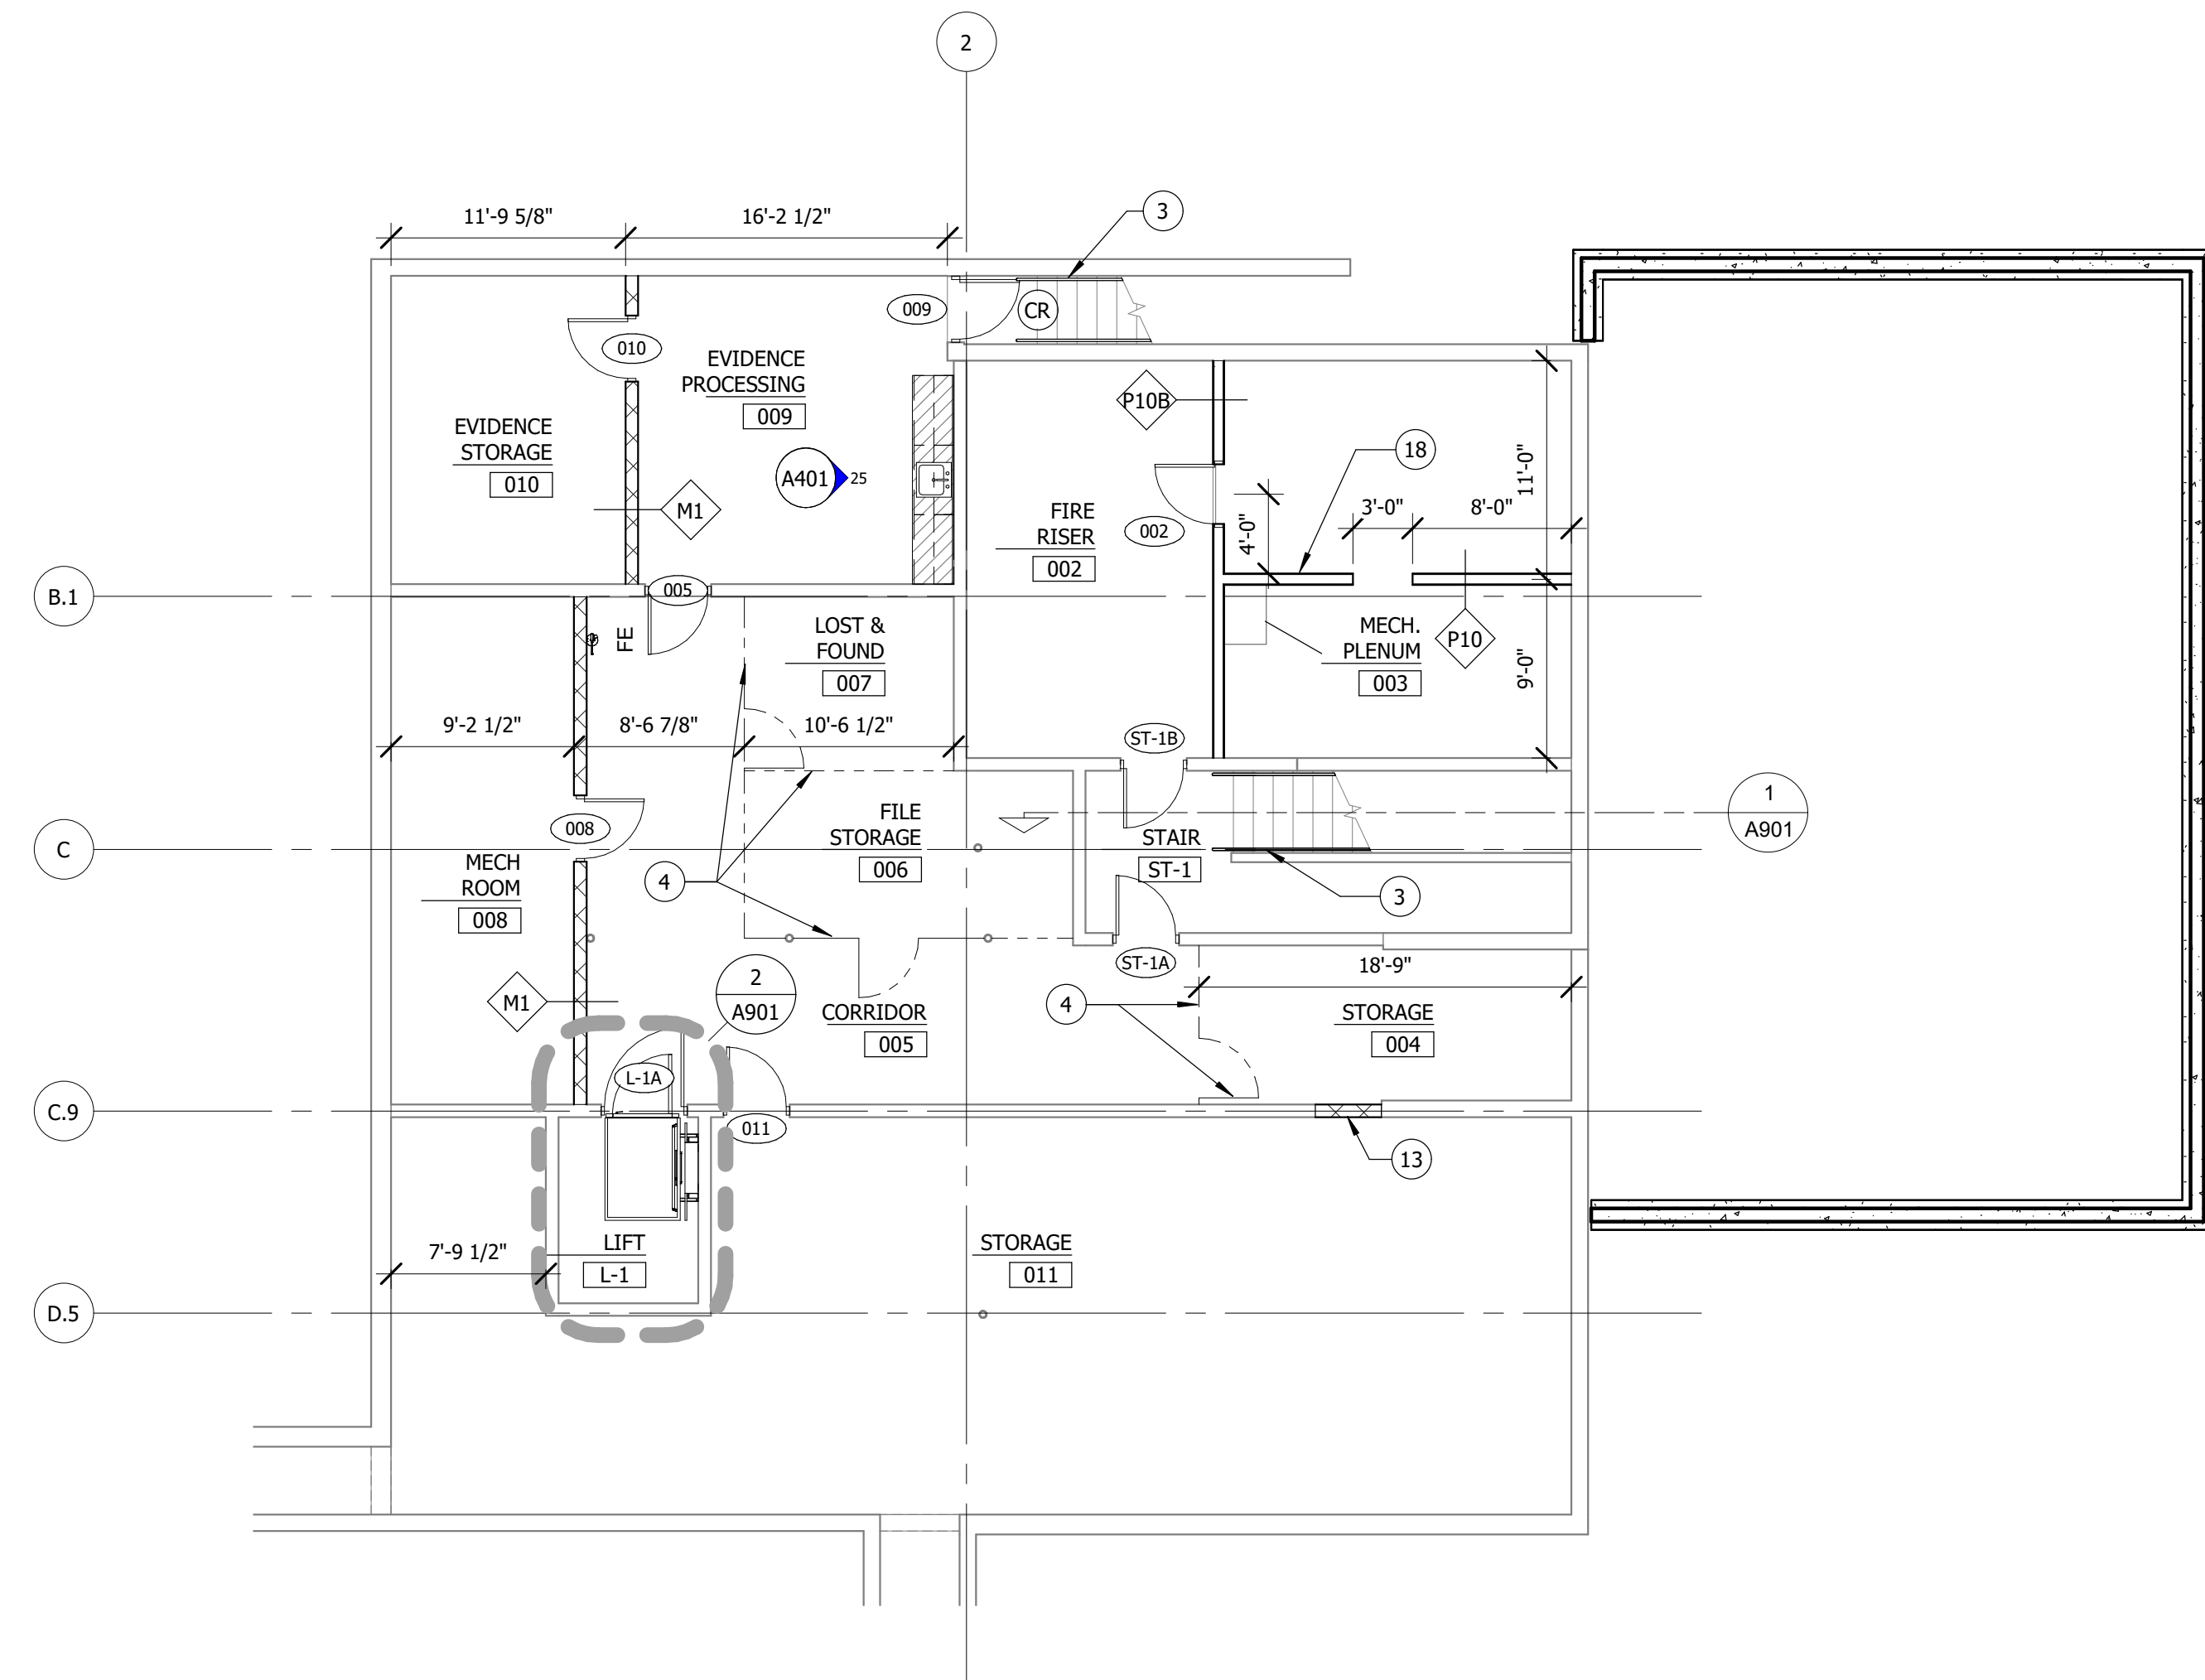 2
11'-9 5/8"
16'-2 1/2"
3
009
CR
010
EVIDENCE
PROCESSING
009
P10B
EVIDENCE
STORAGE
010
A401
25
18
11'-0"
3'-0"
8'-0"
M1
FIRE
RISER
002
002
4'-0"
B.1
005
FE
LOST &
FOUND
007
MECH.
PLENUM
003
P10
9'-0"
9'-2 1/2"
8'-6 7/8"
10'-6 1/2"
ST-1B
1
A901
008
FILE
STORAGE
006
STAIR
ST-1
C
MECH
ROOM
008
4
3
ST-1A
18'-9"
M1
2
A901
CORRIDOR
005
4
STORAGE
004
L-1A
C.9
011
13
7'-9 1/2"
LIFT
L-1
STORAGE
011
D.5